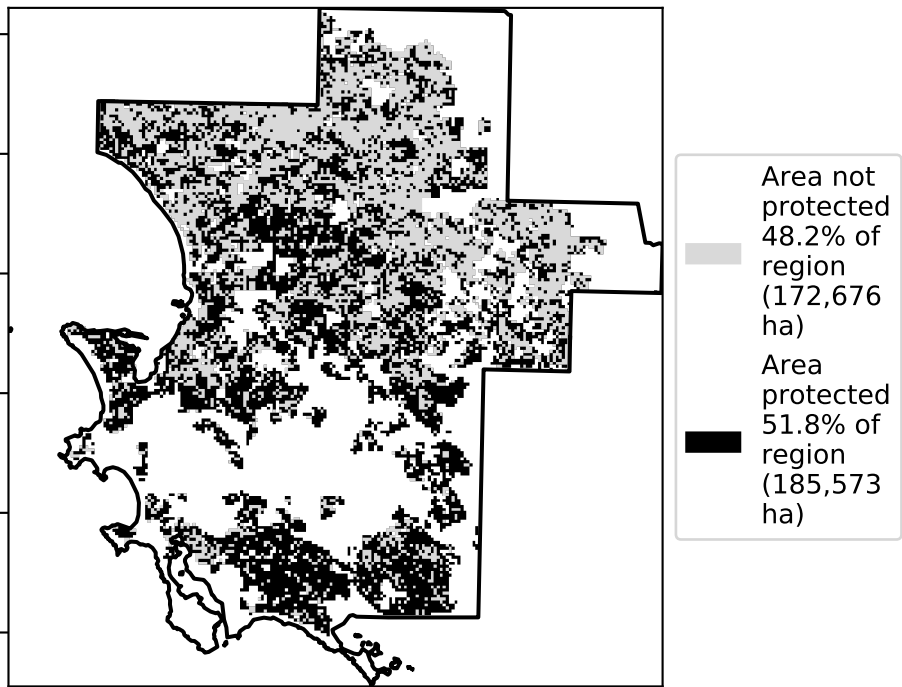 Area not
protected
48.2% of
region
(172,676
ha)
Area
protected
51.8% of
region
(185,573
ha)